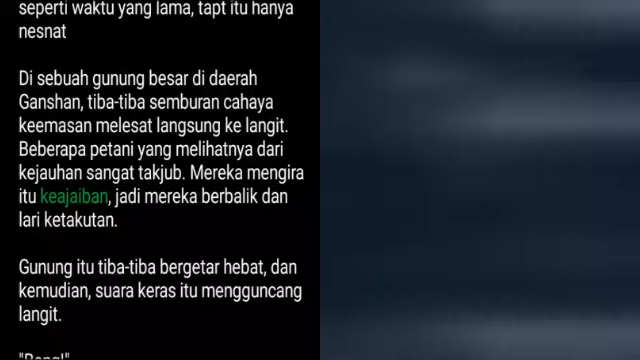 seperti waktu yang lama, tapt itu hanya
nesnat
Di sebuah gunung besar di daerah
Ganshan, tiba-tiba semburan cahaya
keemasan melesat langsung ke langit.
Beberapa petani yang melihatnya dari
kejauhan sangat takjub. Mereka mengira
itu keajaiban, jadi mereka berbalik dan
lari ketakutan.
Gunung itu tiba-tiba bergetar hebat, dan
kemudian, suara keras itu mengguncang
langit.